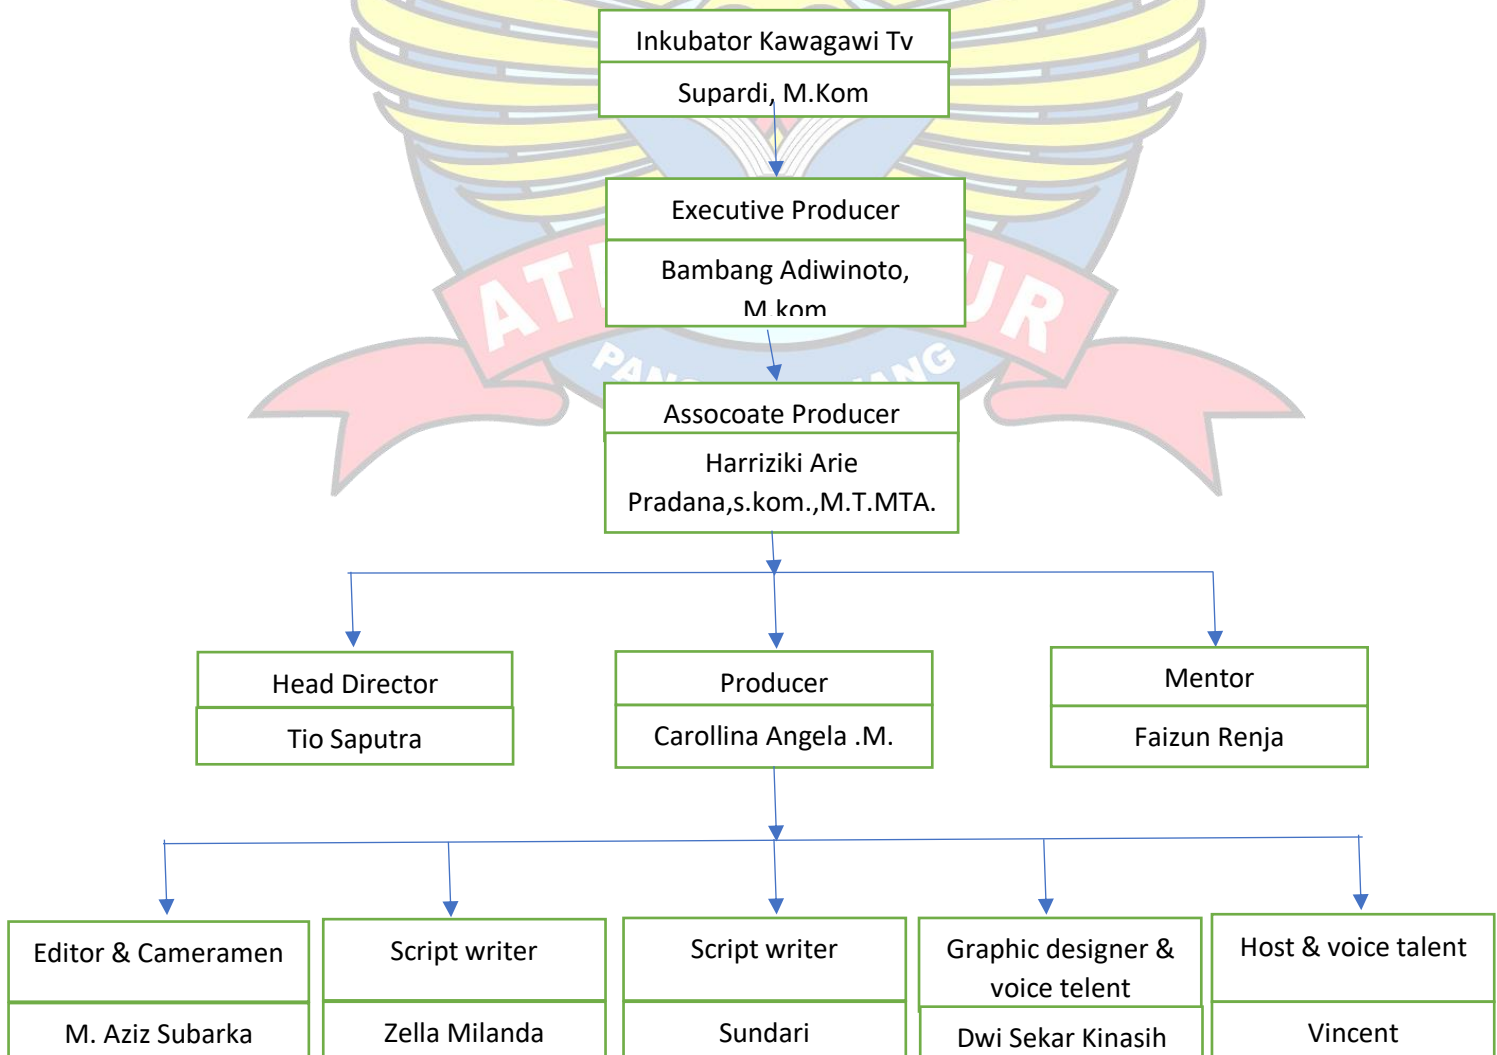 Inkubator Kawagawi Tv
Supardi, M.Kom
Executive Producer
Bambang Adiwinoto,
M.kom
Assocoate Producer
Harriziki Arie
Pradana,s.kom.,M.T.MTA.
Head Director
Tio Saputra
Producer
Carollina Angela .M.
Mentor
Faizun Renja
Editor & Cameramen
M. Aziz Subarka
Script writer
Zella Milanda
Script writer
Sundari
Graphic designer &
voice telent
Dwi Sekar Kinasih
Host & voice talent
Vincent